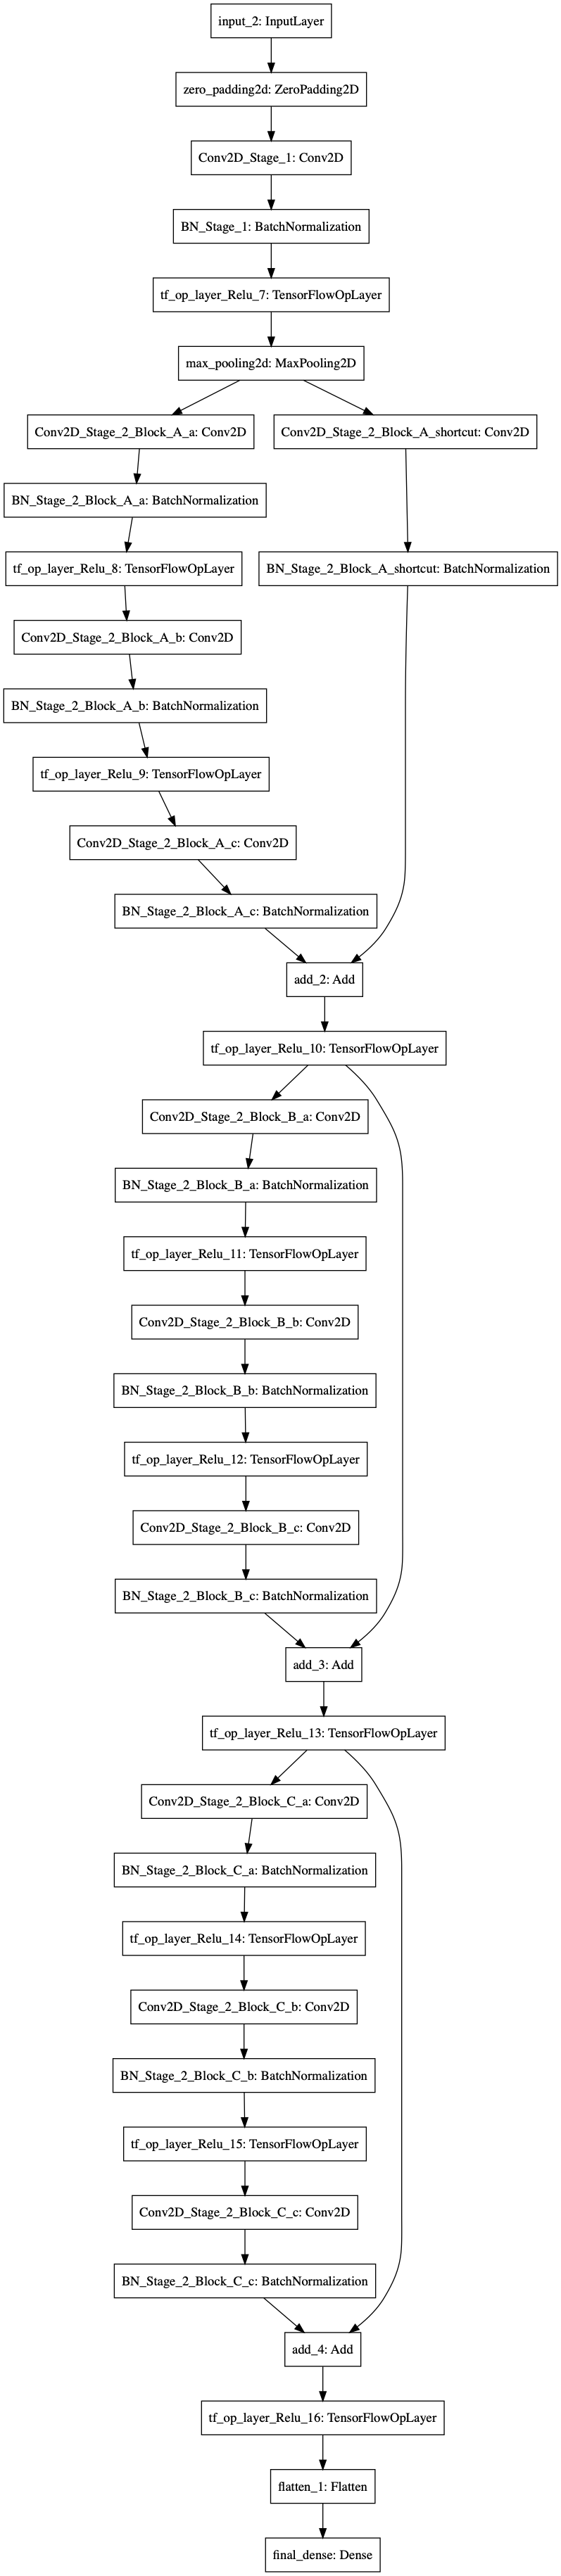 input_2: InputLayer
zero_padding2d: ZeroPadding2D
Conv2D_Stage_1: Conv2D
BN_Stage_1: BatchNormalization
tf_op_layer_Relu_7: TensorFlowOpLayer
max_pooling2d: MaxPooling2D
Conv2D_Stage_2_Block_A_a: Conv2D
Conv2D_Stage_2_Block_A_shortcut: Conv2D
BN_Stage_2_Block_A_a: BatchNormalization
tf_op_layer_Relu_8: TensorFlowOpLayer
BN_Stage_2_Block_A_shortcut: BatchNormalization
Conv2D_Stage_2_Block_A_b: Conv2D
BN_Stage_2_Block_A_b: BatchNormalization
tf_op_layer_Relu_9: TensorFlowOpLayer
Conv2D_Stage_2_Block_A_c: Conv2D
BN_Stage_2_Block_A_c: BatchNormalization
add_2: Add
tf_op_layer_Relu_10: TensorFlowOpLayer
Conv2D_Stage_2_Block_B_a: Conv2D
BN_Stage_2_Block_B_a: BatchNormalization
tf_op_layer_Relu_11: TensorFlowOpLayer
Conv2D_Stage_2_Block_B_b: Conv2D
BN_Stage_2_Block_B_b: BatchNormalization
tf_op_layer_Relu_12: TensorFlowOpLayer
Conv2D_Stage_2_Block_B_c: Conv2D
BN_Stage_2_Block_B_c: BatchNormalization
add_3: Add
tf_op_layer_Relu_13: TensorFlowOpLayer
Conv2D_Stage_2_Block_C_a: Conv2D
BN_Stage_2_Block_C_a: BatchNormalization
tf_op_layer_Relu_14: TensorFlowOpLayer
Conv2D_Stage_2_Block_C_b: Conv2D
BN_Stage_2_Block_C_b: BatchNormalization
tf_op_layer_Relu_15: TensorFlowOpLayer
Conv2D_Stage_2_Block_C_c: Conv2D
BN_Stage_2_Block_C_c: BatchNormalization
add_4: Add
tf_op_layer_Relu_16: TensorFlowOpLayer
flatten_1: Flatten
final_dense: Dense